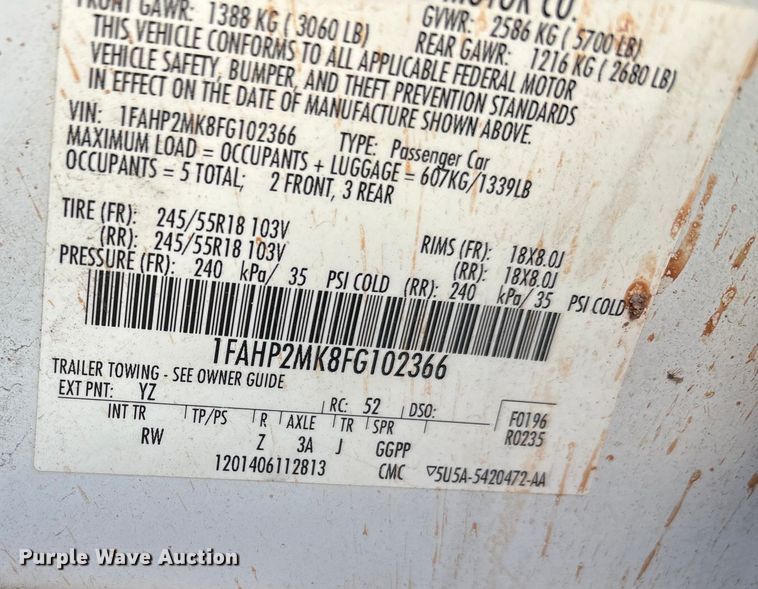 MOTOR CO.
FRONT GAWR: 1388 KG ( 3060 LB) GVWR: 2586 KG ( 5700 LB)
REAR GAWR: 1216 KG ( 2680 LB)
THIS VEHICLE CONFORMS TO ALL APPLICABLE FEDERAL MOTOR
VEHICLE SAFETY, BUMPER, AND THEFT PREVENTION STANDARDS
IN EFFECT ON THE DATE OF MANUFACTURE SHOWN ABOVE.
VIN: 1FAHP2MK8FG102366 TYPE: Passenger Car
MAXIMUM LOAD = OCCUPANTS + LUGGAGE = 607KG/1339LB
OCCUPANTS = 5 TOTAL; 2 FRONT, 3 REAR
TIRE (FR): 245/55R18 103V RIMS (FR): 18X8.0J
(RR): 245/55R18 103V (RR): 18X8.0J
PRESSURE (FR): 240 kPa/ 35 PSI COLD (RR): 240 kPa/ 35 PSI COLD
1FAHP2MK8FG102366
TRAILER TOWING - SEE OWNER GUIDE
EXT PNT: YZ RC: 52 DSO: F0196
INT TR TP/PS R AXLE TR SPR R0235
RW Z 3A J GGPP
1201406112813 CMC ▽5U5A-5420472-AA
Purple Wave Auction